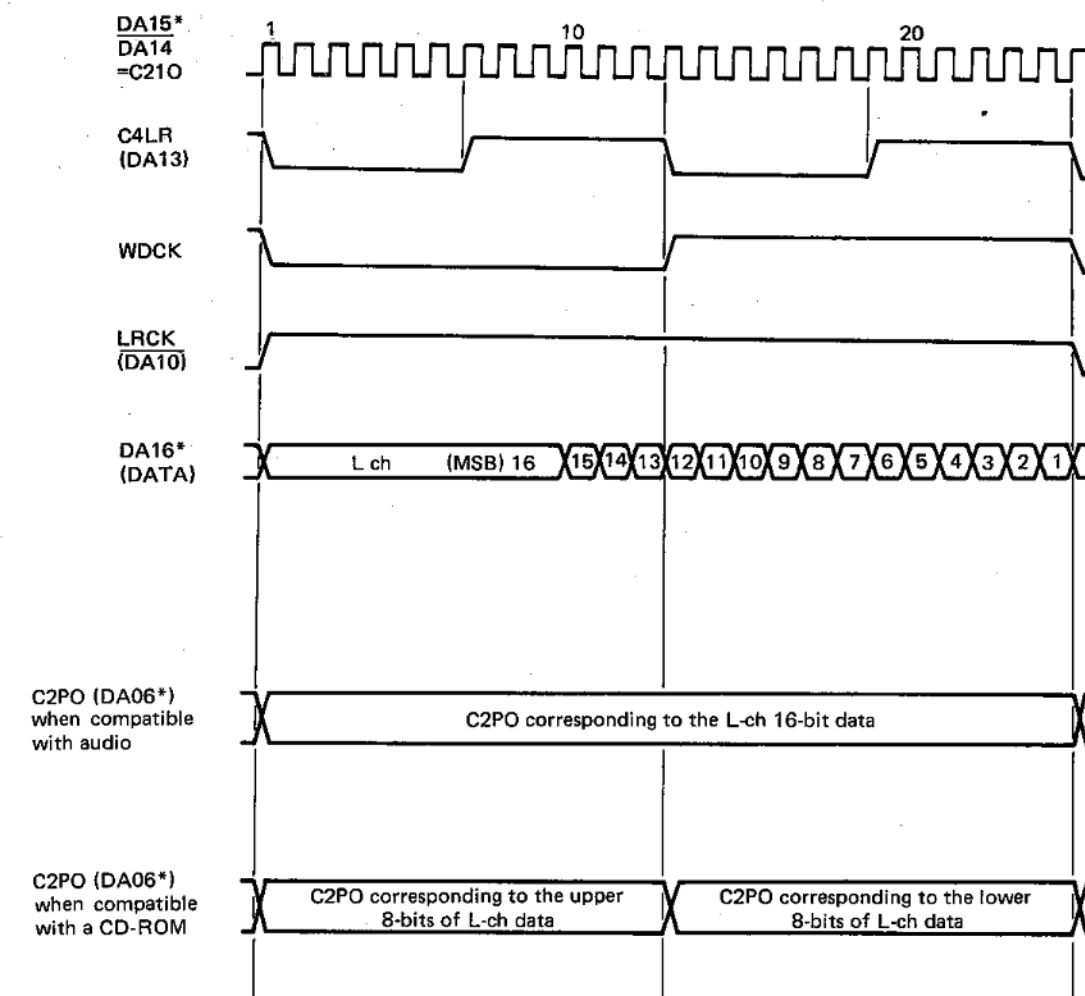 DA15*
DA14
=C210
1
10
20
C4LR
(DA13)
WDCK
LRCK
(DA10)
DA16*
(DATA)
L ch (MSB) 16 15 14 13 12 11 10 9 8 7 6 5 4 3 2 1
C2PO (DA06*)
when compatible
with audio
C2PO corresponding to the L-ch 16-bit data
C2PO (DA06*)
when compatible
with a CD-ROM
C2PO corresponding to the upper
8-bits of L-ch data
C2PO corresponding to the lower
8-bits of L-ch data